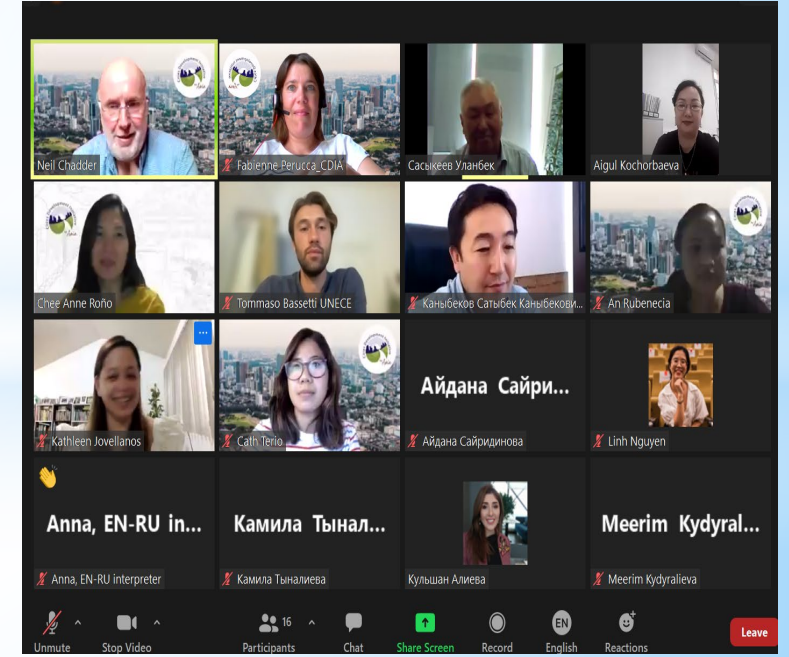 Neil Chadder
Fabienne Perucca_CDIA
Сасыкеев Уланбек
Aigul Kochorbaeva
Chee Anne Roño
Tommaso Bassetti UNECE
Каныбеков Сатыбек Каныбекови...
An Rubenecia
Kathleen Jovellanos
Cath Terio
Айдана Сайри...
Айдана Сайридинова
Linh Nguyen
Anna, EN-RU in...
Anna, EN-RU interpreter
Камила Тынал...
Камила Тыналиева
Кульшан Алиева
Meerim Kydyral...
Meerim Kydyralieva
16
EN
Unmute
Stop Video
Participants
Chat
Share Screen
Record
English
Reactions
Leave